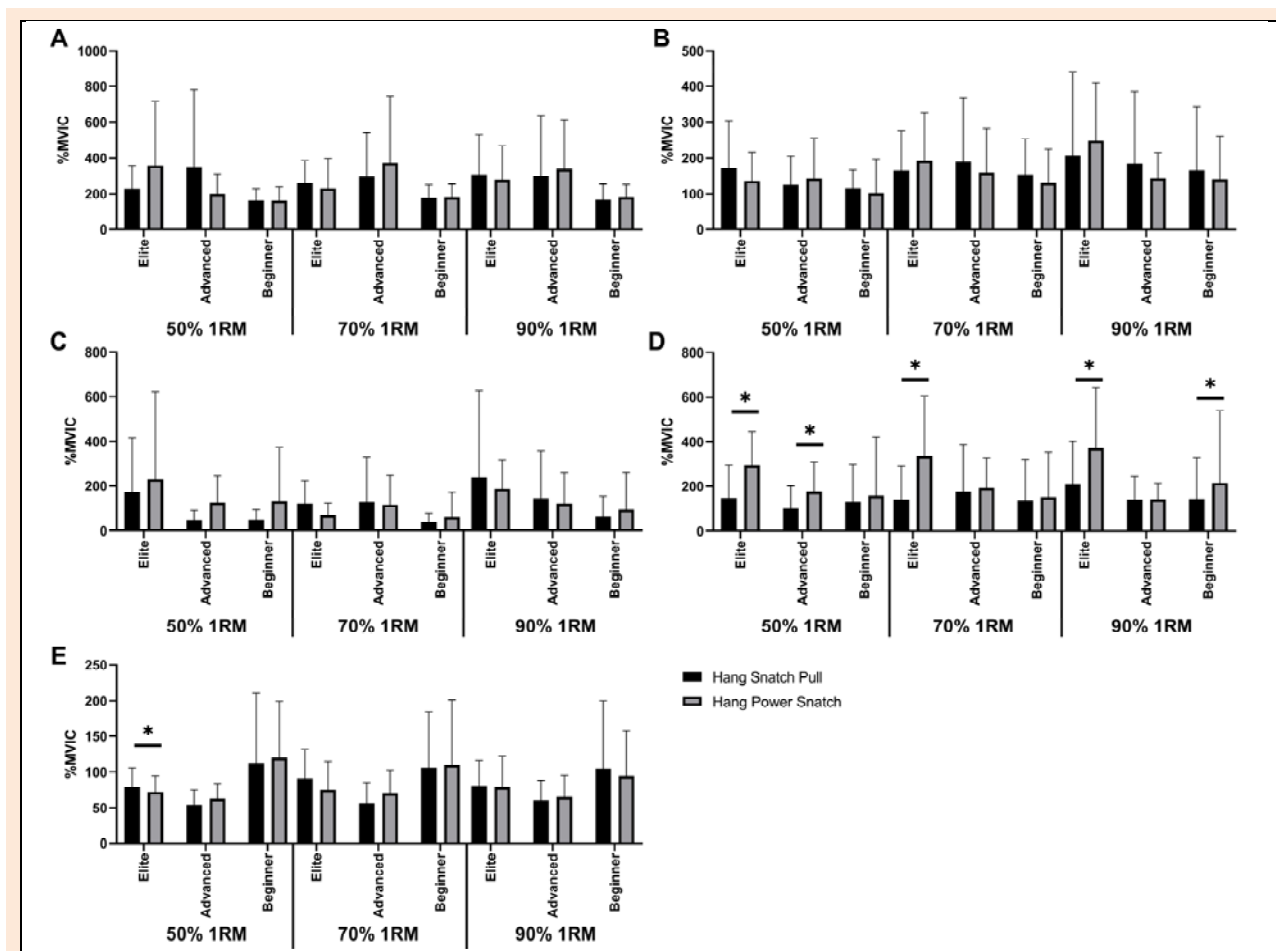 A
1000
800
600
400
200
0
%MVIC
Elite
Advanced
Beginner
Elite
Advanced
Beginner
Elite
Advanced
Beginner
50% 1RM
70% 1RM
90% 1RM
B
500
400
300
200
100
0
%MVIC
Elite
Advanced
Beginner
Elite
Advanced
Beginner
Elite
Advanced
Beginner
50% 1RM
70% 1RM
90% 1RM
C
800
600
400
200
0
%MVIC
Elite
Advanced
Beginner
Elite
Advanced
Beginner
Elite
Advanced
Beginner
50% 1RM
70% 1RM
90% 1RM
D
800
600
400
200
0
%MVIC
*
*
*
*
*
Elite
Advanced
Beginner
Elite
Advanced
Beginner
Elite
Advanced
Beginner
50% 1RM
70% 1RM
90% 1RM
E
250
200
150
100
50
0
%MVIC
*
Elite
Advanced
Beginner
Elite
Advanced
Beginner
Elite
Advanced
Beginner
50% 1RM
70% 1RM
90% 1RM
Hang Snatch Pull
Hang Power Snatch